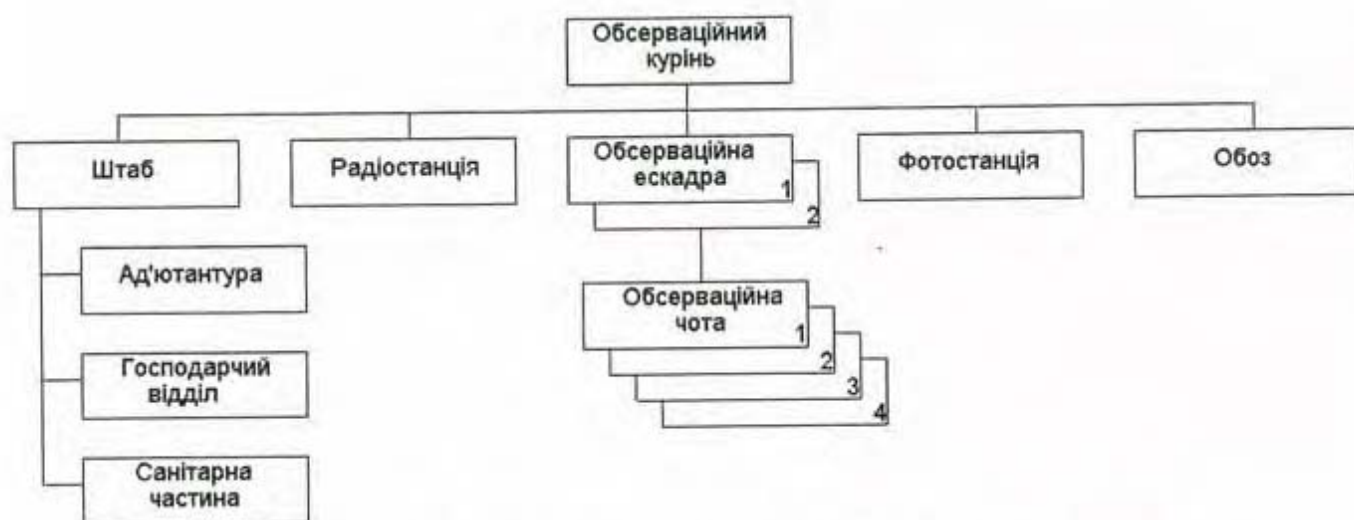 Обсерваційний
курінь
Штаб
Радіостанція
Обсерваційна
ескадра
1
2
Фотостанція
Обоз
Ад'ютантура
Господарчий
відділ
Санітарна
частина
Обсерваційна
чота
1
2
3
4